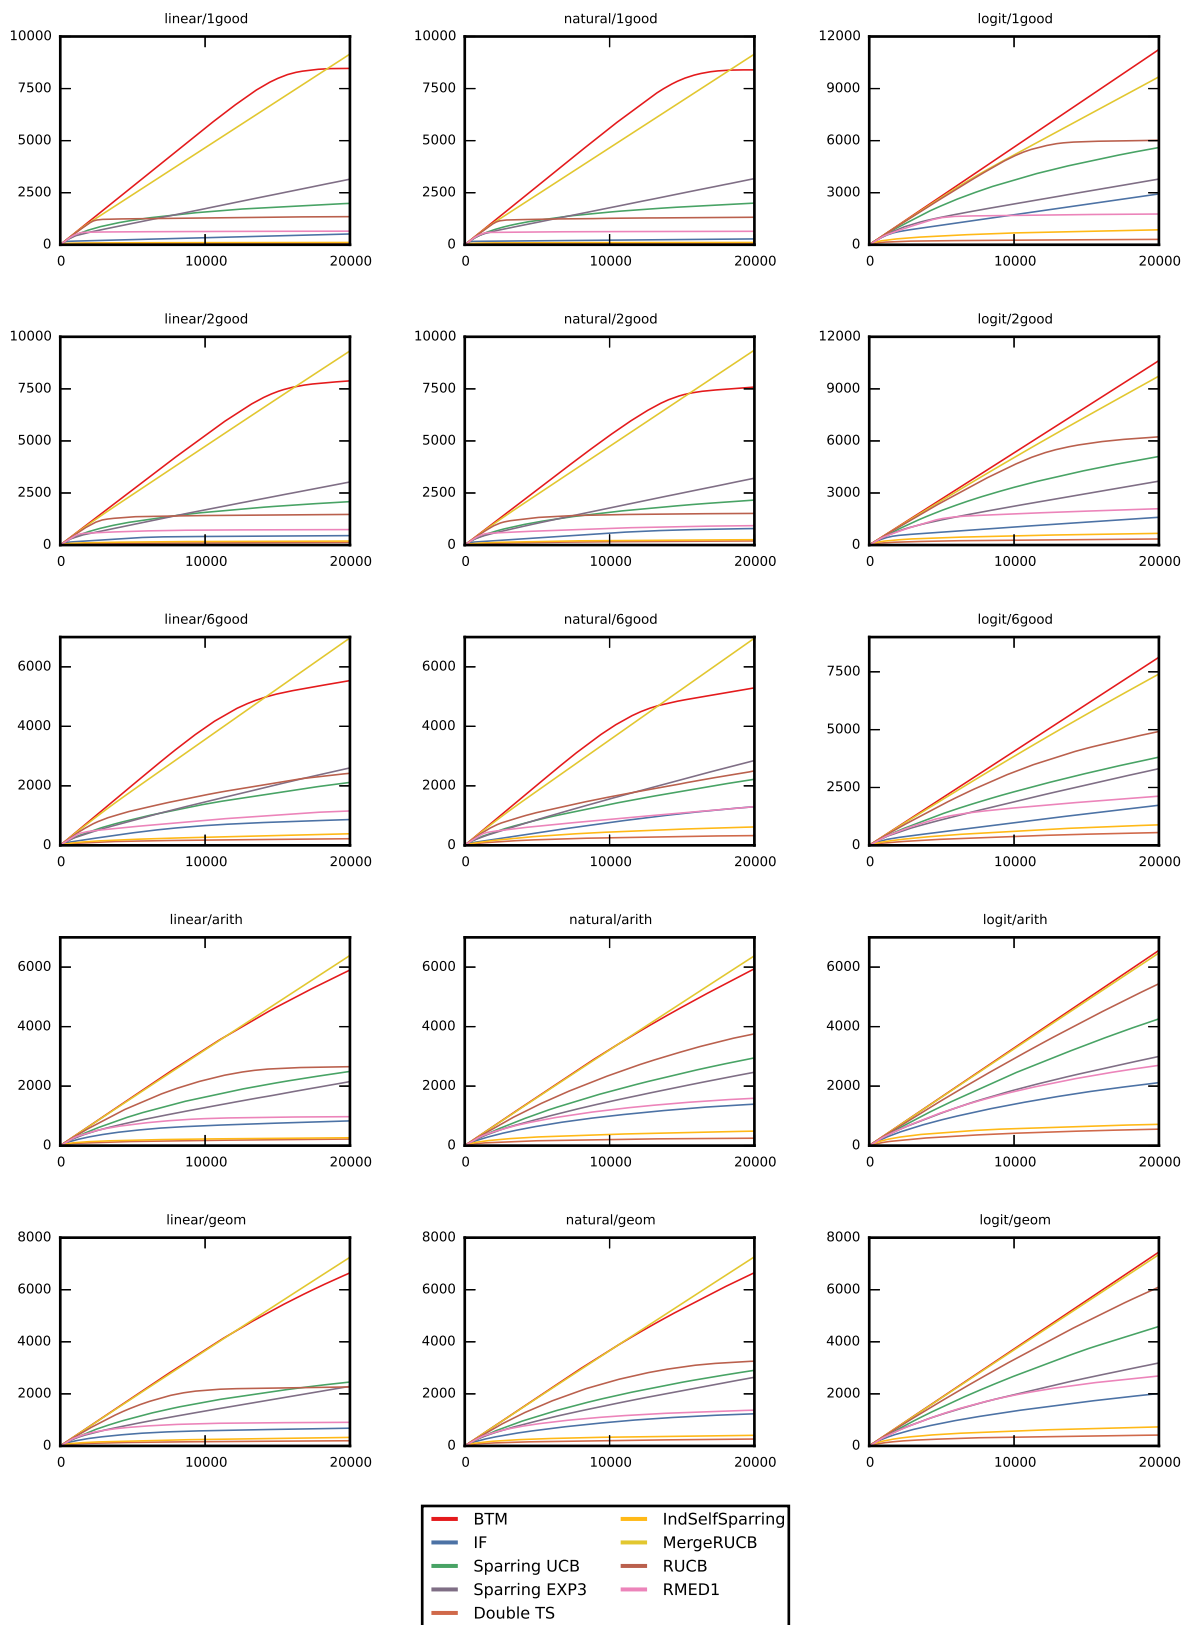 linear/1good natural/1good logit/1good
10000 10000 12000
7500 7500 9000
5000 5000 6000
2500 2500 3000
0 0 0
0 10000 20000 0 10000 20000 0 10000 20000
linear/2good natural/2good logit/2good
10000 10000 12000
7500 7500 9000
5000 5000 6000
2500 2500 3000
0 0 0
0 10000 20000 0 10000 20000 0 10000 20000
linear/6good natural/6good logit/6good
6000 6000 7500
4000 4000 5000
2000 2000 2500
0 0 0
0 10000 20000 0 10000 20000 0 10000 20000
linear/arith natural/arith logit/arith
6000 6000 6000
4000 4000 4000
2000 2000 2000
0 0 0
0 10000 20000 0 10000 20000 0 10000 20000
linear/geom natural/geom logit/geom
8000 8000 8000
6000 6000 6000
4000 4000 4000
2000 2000 2000
0 0 0
0 10000 20000 0 10000 20000 0 10000 20000
BTM IndSelfSparring
IF MergeRUCB
Sparring UCB RUCB
Sparring EXP3 RMED1
Double TS